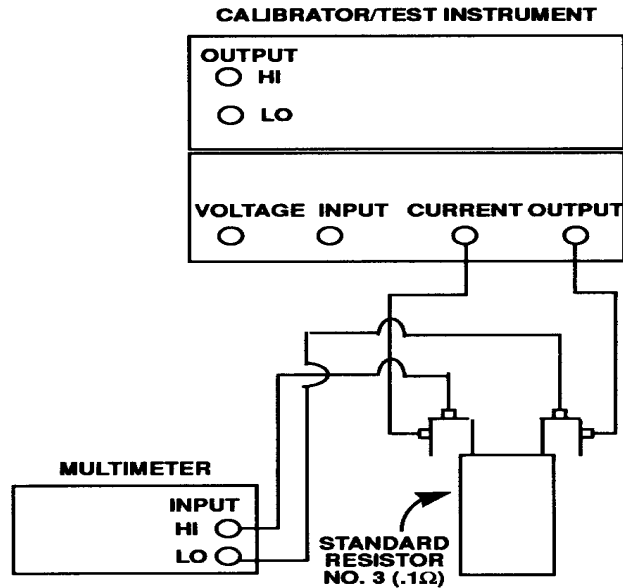 CALIBRATOR/TEST INSTRUMENT
OUTPUT
HI
LO
VOLTAGE INPUT CURRENT OUTPUT
MULTIMETER
INPUT
HI
LO
STANDARD
RESISTOR
NO. 3 (.1Ω)